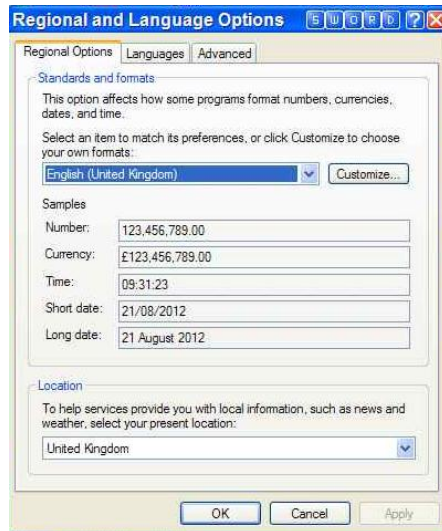 Regional and Language Options SWORD ?
Regional Options Languages Advanced
Standards and formats
This option affects how some programs format numbers, currencies,
dates, and time.
Select an item to match its preferences, or click Customize to choose
your own formats:
English (United Kingdom) Customize...
Samples
Number: 123,456,789.00
Currency: £123,456,789.00
Time: 09:31:23
Short date: 21/08/2012
Long date: 21 August 2012
Location
To help services provide you with local information, such as news and
weather, select your present location:
United Kingdom
OK Cancel Apply